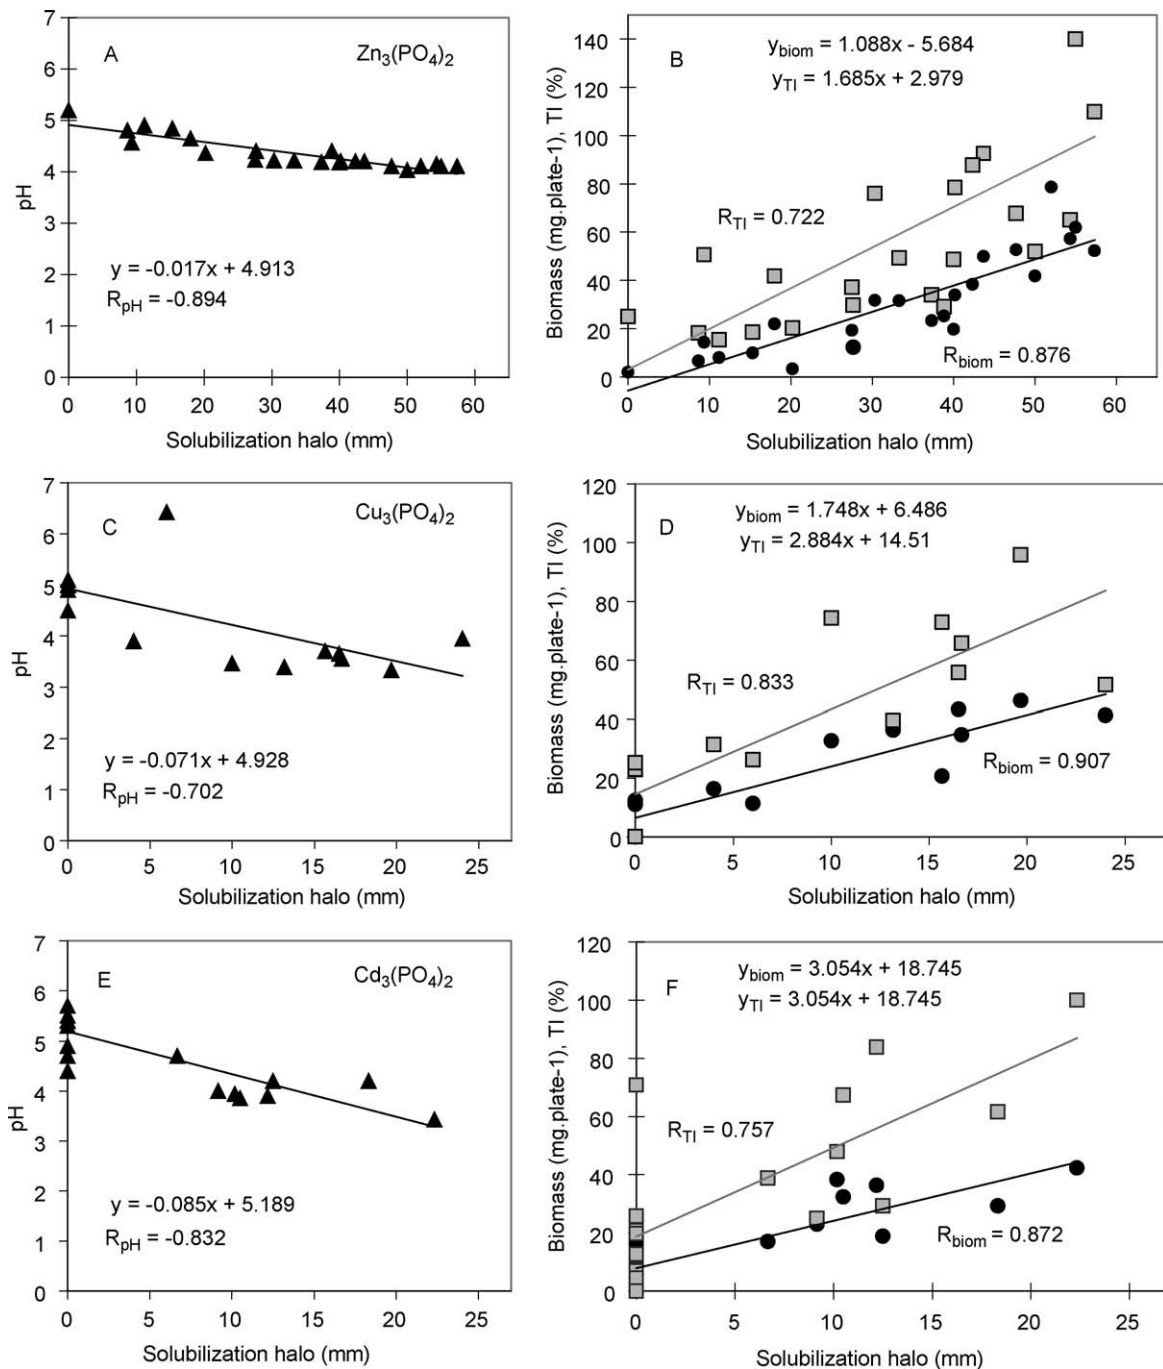 A
Zn3(PO4)2
7
6
5
4
3
2
1
0
pH
y = -0.017x + 4.913
RpH = -0.894
0 10 20 30 40 50 60
Solubilization halo (mm)
B
ybiom = 1.088x - 5.684
yTI = 1.685x + 2.979
140
120
100
80
60
40
20
0
Biomass (mg.plate-1), TI (%)
RTI = 0.722
Rbiom = 0.876
0 10 20 30 40 50 60
Solubilization halo (mm)
C
Cu3(PO4)2
7
6
5
4
3
2
1
0
pH
y = -0.071x + 4.928
RpH = -0.702
0 5 10 15 20 25
Solubilization halo (mm)
D
ybiom = 1.748x + 6.486
yTI = 2.884x + 14.51
120
100
80
60
40
20
0
Biomass (mg.plate-1), TI (%)
RTI = 0.833
Rbiom = 0.907
0 5 10 15 20 25
Solubilization halo (mm)
E
Cd3(PO4)2
7
6
5
4
3
2
1
0
pH
y = -0.085x + 5.189
RpH = -0.832
0 5 10 15 20 25
Solubilization halo (mm)
F
ybiom = 3.054x + 18.745
yTI = 3.054x + 18.745
120
100
80
60
40
20
0
Biomass (mg.plate-1), TI (%)
RTI = 0.757
Rbiom = 0.872
0 5 10 15 20 25
Solubilization halo (mm)